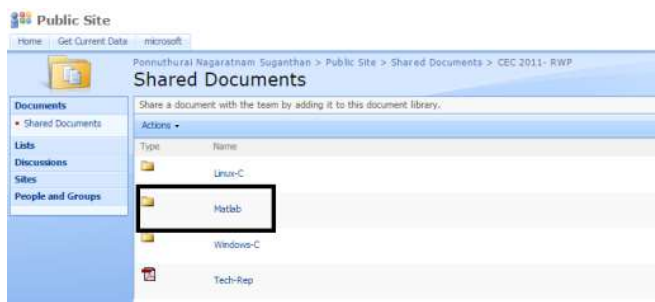 Public Site
Home Get Current Data microsoft
Ponnuthurai Nagaratnam Suganthan > Public Site > Shared Documents > CEC 2011- RWP
Shared Documents
Documents
Share a document with the team by adding it to this document library.
Shared Documents
Actions
Lists
Type Name
Discussions
Linux-C
Sites
People and Groups
Matlab
Windows-C
Tech-Rep